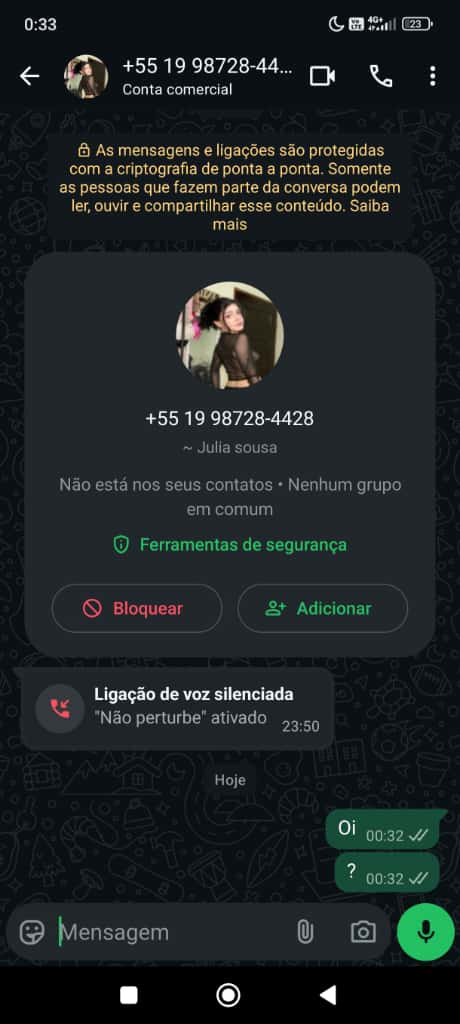 0:33
4G+
23
+55 19 98728-44...
Conta comercial
As mensagens e ligações são protegidas
com a criptografia de ponta a ponta. Somente
as pessoas que fazem parte da conversa podem
ler, ouvir e compartilhar esse conteúdo. Saiba
mais
+55 19 98728-4428
~ Julia sousa
Não está nos seus contatos • Nenhum grupo
em comum
Ferramentas de segurança
Bloquear
Adicionar
Ligação de voz silenciada
"Não perturbe" ativado 23:50
Hoje
Oi 00:32
? 00:32
Mensagem